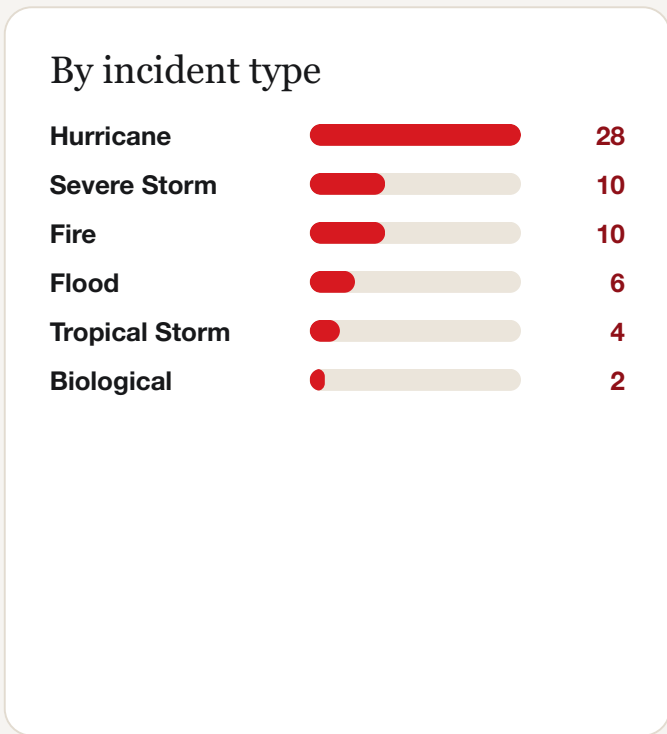 By incident type
Hurricane 28
Severe Storm 10
Fire 10
Flood 6
Tropical Storm 4
Biological 2